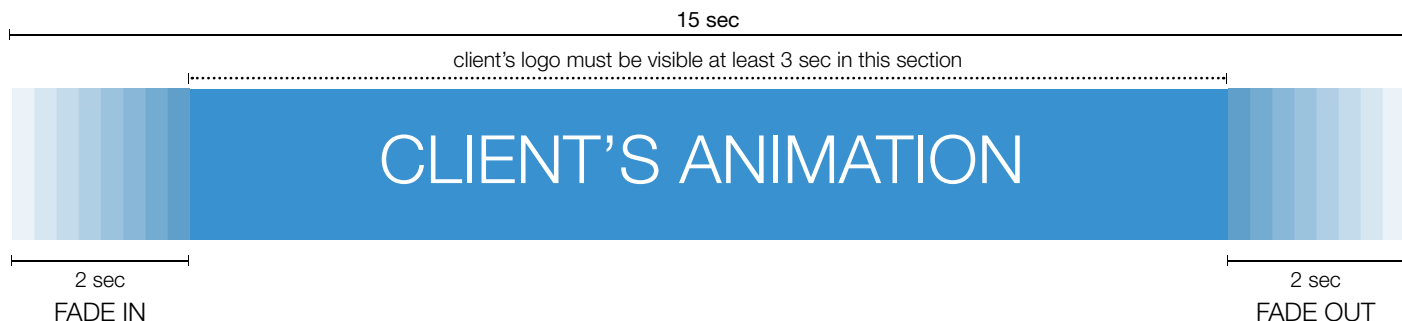 15 sec
client’s logo must be visible at least 3 sec in this section
CLIENT’S ANIMATION
2 sec
FADE IN
2 sec
FADE OUT